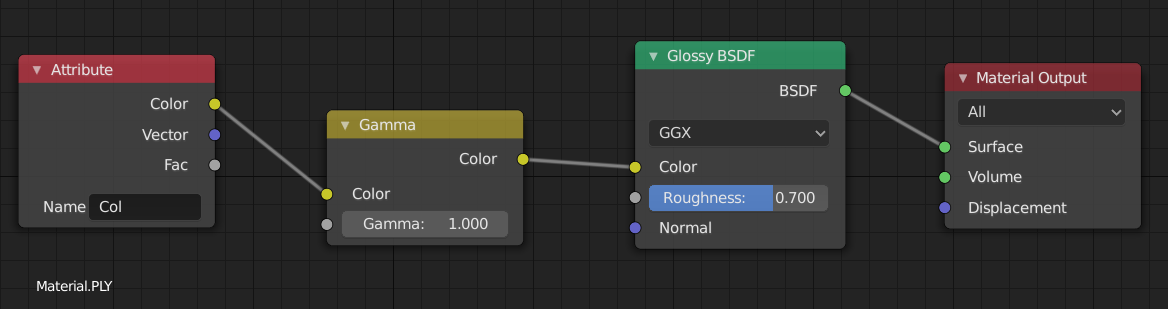 Attribute
Color
Vector
Fac
Name Col
Gamma
Color
Color
Gamma: 1.000
Glossy BSDF
BSDF
GGX
Color
Roughness: 0.700
Normal
Material Output
All
Surface
Volume
Displacement
Material.PLY